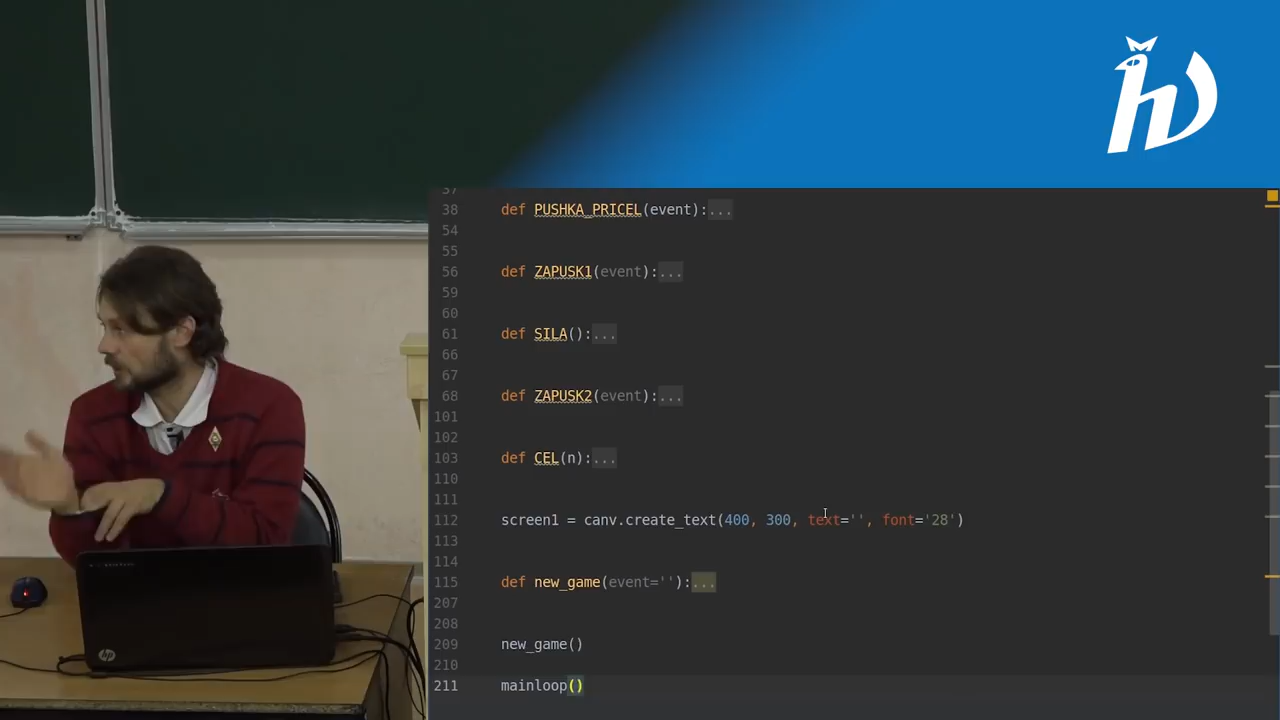 37
38 def PUSHKA_PRICEL(event):...
54
55
56 def ZAPUSK1(event):...
59
60
61 def SILA():...
66
67
68 def ZAPUSK2(event):...
101
102
103 def CEL(n):...
110
111
112 screen1 = canv.create_text(400, 300, text='', font='28')
113
114
115 def new_game(event=''):...
207
208
209 new_game()
210
211 mainloop()
hp